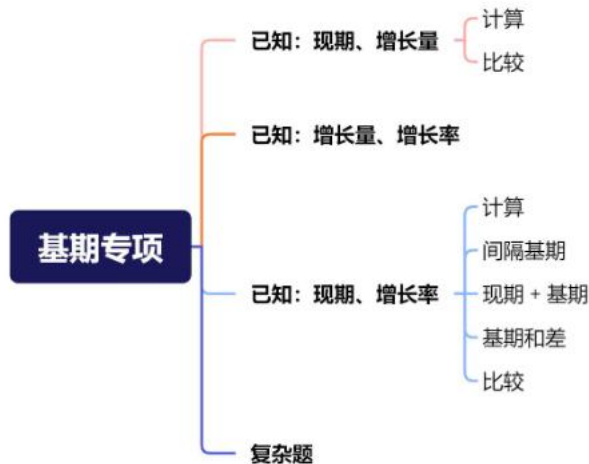 基期专项
已知：现期、增长量
计算
比较
已知：增长量、增长率
已知：现期、增长率
计算
间隔基期
现期 + 基期
基期和差
比较
复杂题